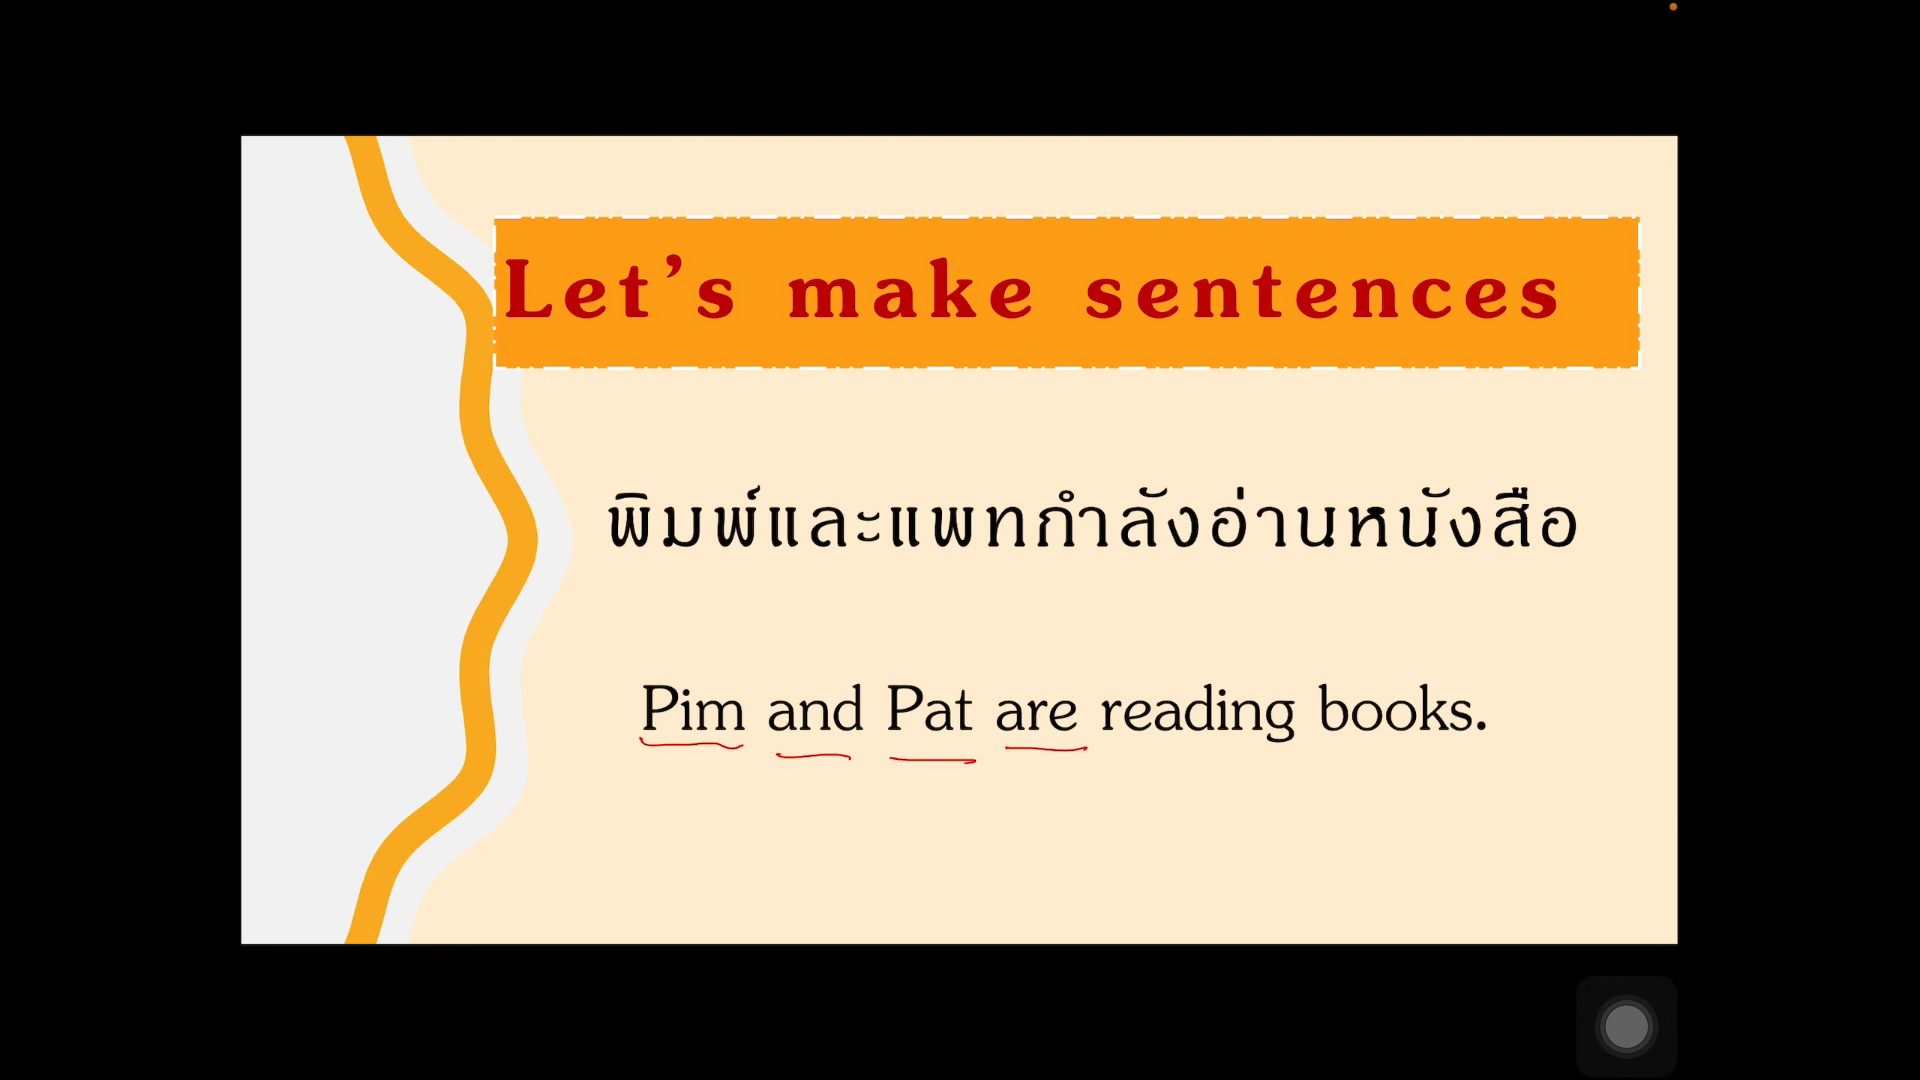 Let’s make sentences
พิมพ์และแพทกำลังอ่านหนังสือ
Pim and Pat are reading books.